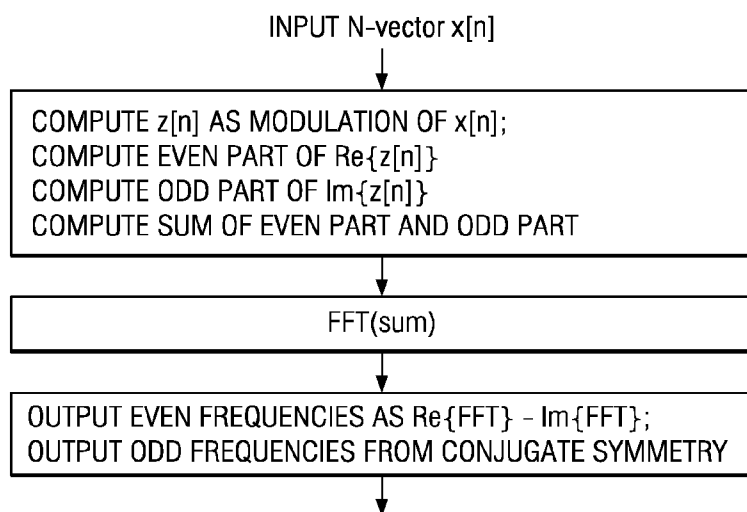 INPUT N-vector x[n]
COMPUTE z[n] AS MODULATION OF x[n];
COMPUTE EVEN PART OF Re{z[n]}
COMPUTE ODD PART OF Im{z[n]}
COMPUTE SUM OF EVEN PART AND ODD PART
FFT(sum)
OUTPUT EVEN FREQUENCIES AS Re{FFT} - Im{FFT};
OUTPUT ODD FREQUENCIES FROM CONJUGATE SYMMETRY